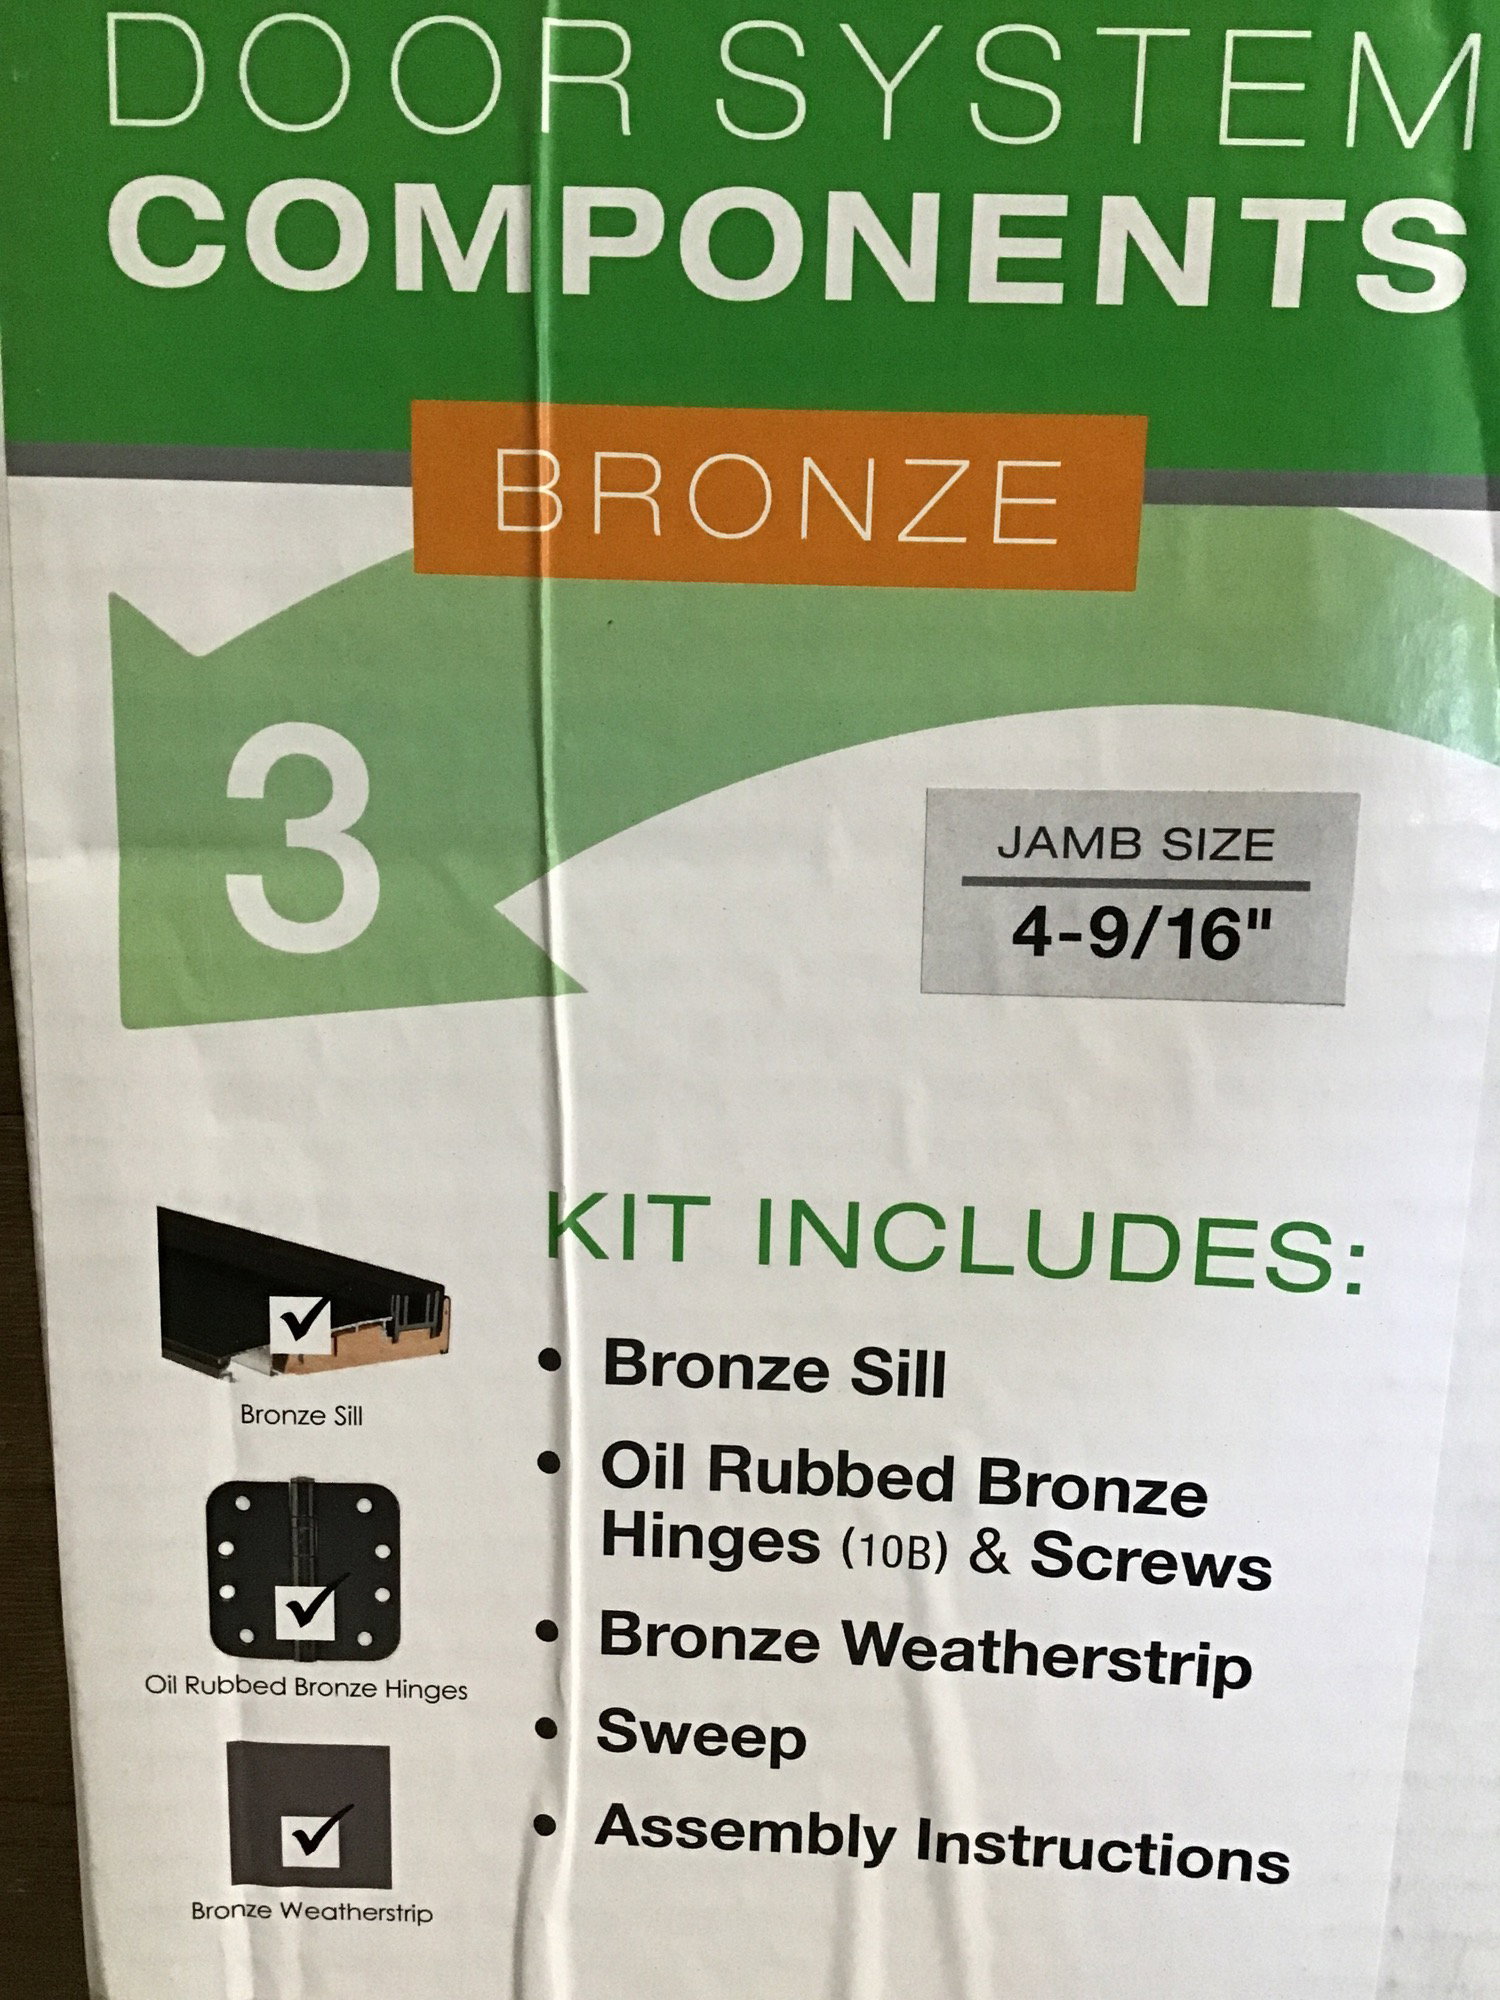 DOOR SYSTEM
COMPONENTS
BRONZE
3
JAMB SIZE
4-9/16"
KIT INCLUDES:
• Bronze Sill
• Oil Rubbed Bronze
Hinges (10B) & Screws
• Bronze Weatherstrip
• Sweep
• Assembly Instructions
Bronze Sill
Oil Rubbed Bronze Hinges
Bronze Weatherstrip